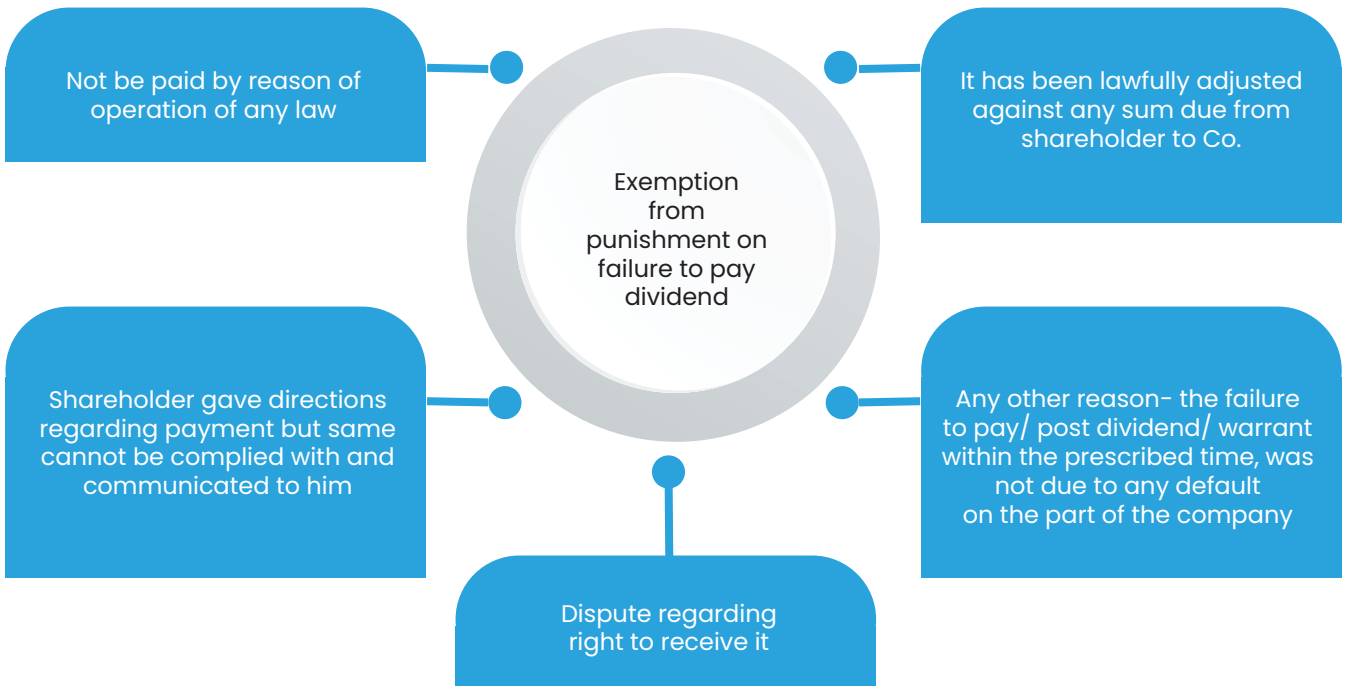 Not be paid by reason of
operation of any law
It has been lawfully adjusted
against any sum due from
shareholder to Co.
Exemption
from
punishment on
failure to pay
dividend
Shareholder gave directions
regarding payment but same
cannot be complied with and
communicated to him
Any other reason- the failure
to pay/ post dividend/ warrant
within the prescribed time, was
not due to any default
on the part of the company
Dispute regarding
right to receive it